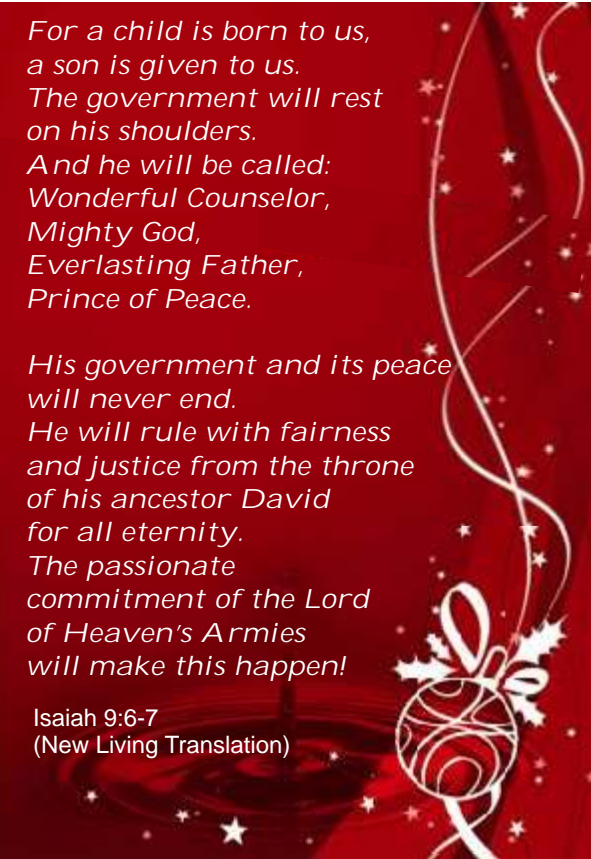 For a child is born to us,
a son is given to us.
The government will rest
on his shoulders.
And he will be called:
Wonderful Counselor,
Mighty God,
Everlasting Father,
Prince of Peace.
His government and its peace
will never end.
He will rule with fairness
and justice from the throne
of his ancestor David
for all eternity.
The passionate
commitment of the Lord
of Heaven's Armies
will make this happen!
Isaiah 9:6-7
(New Living Translation)